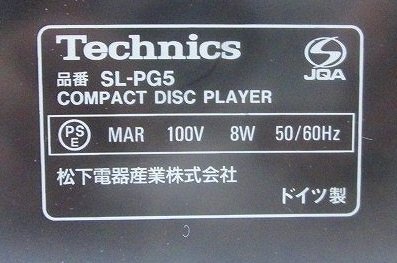 Technics
JQA
品番 SL-PG5
COMPACT DISC PLAYER
PSE MAR 100V 8W 50/60Hz
松下電器産業株式会社
ドイツ製